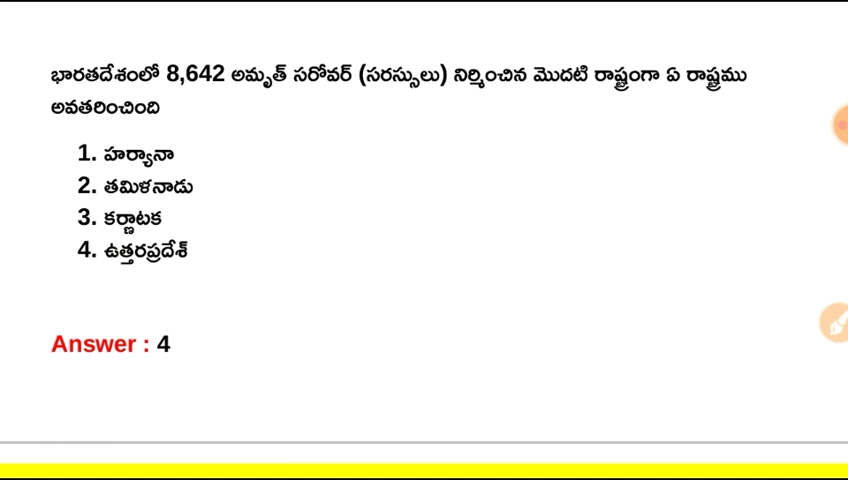 భారతదేశంలో 8,642 అమృత్ సరోవర్ (సరస్సులు) నిర్మించిన మొదటి రాష్ట్రంగా ఏ రాష్ట్రము
అవతరించింది
1. హర్యానా
2. తమిళనాడు
3. కర్ణాటక
4. ఉత్తరప్రదేశ్
Answer : 4